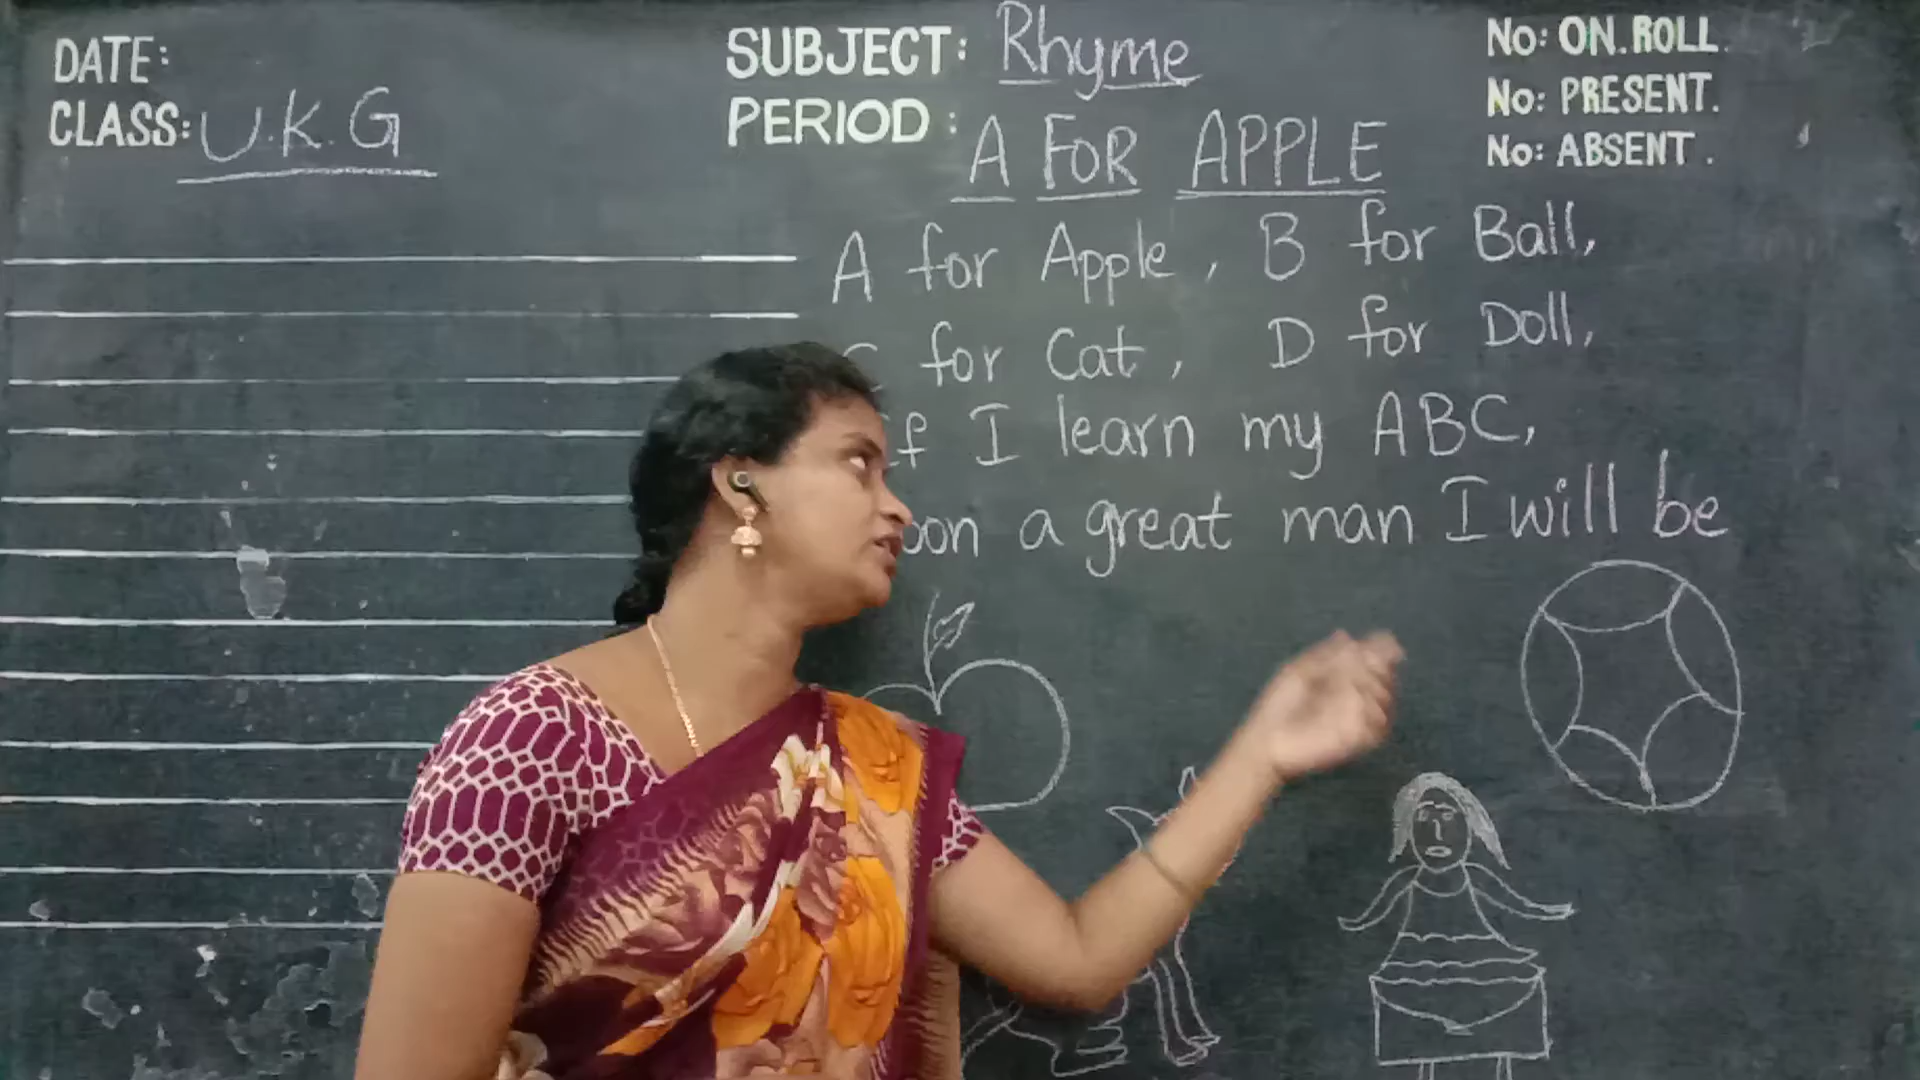 DATE:
CLASS: U.K.G
SUBJECT: Rhyme
PERIOD:
No: ON.ROLL.
No: PRESENT.
No: ABSENT.
A FOR APPLE
A for Apple, B for Ball,
for Cat, D for Doll,
I learn my ABC,
a great man I will be